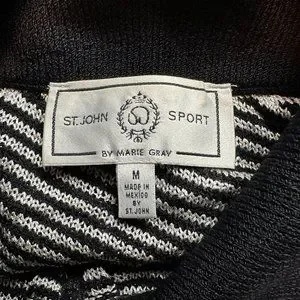 ST. JOHN SPORT
BY MARIE GRAY
M
MADE IN
MEXICO
BY
ST. JOHN